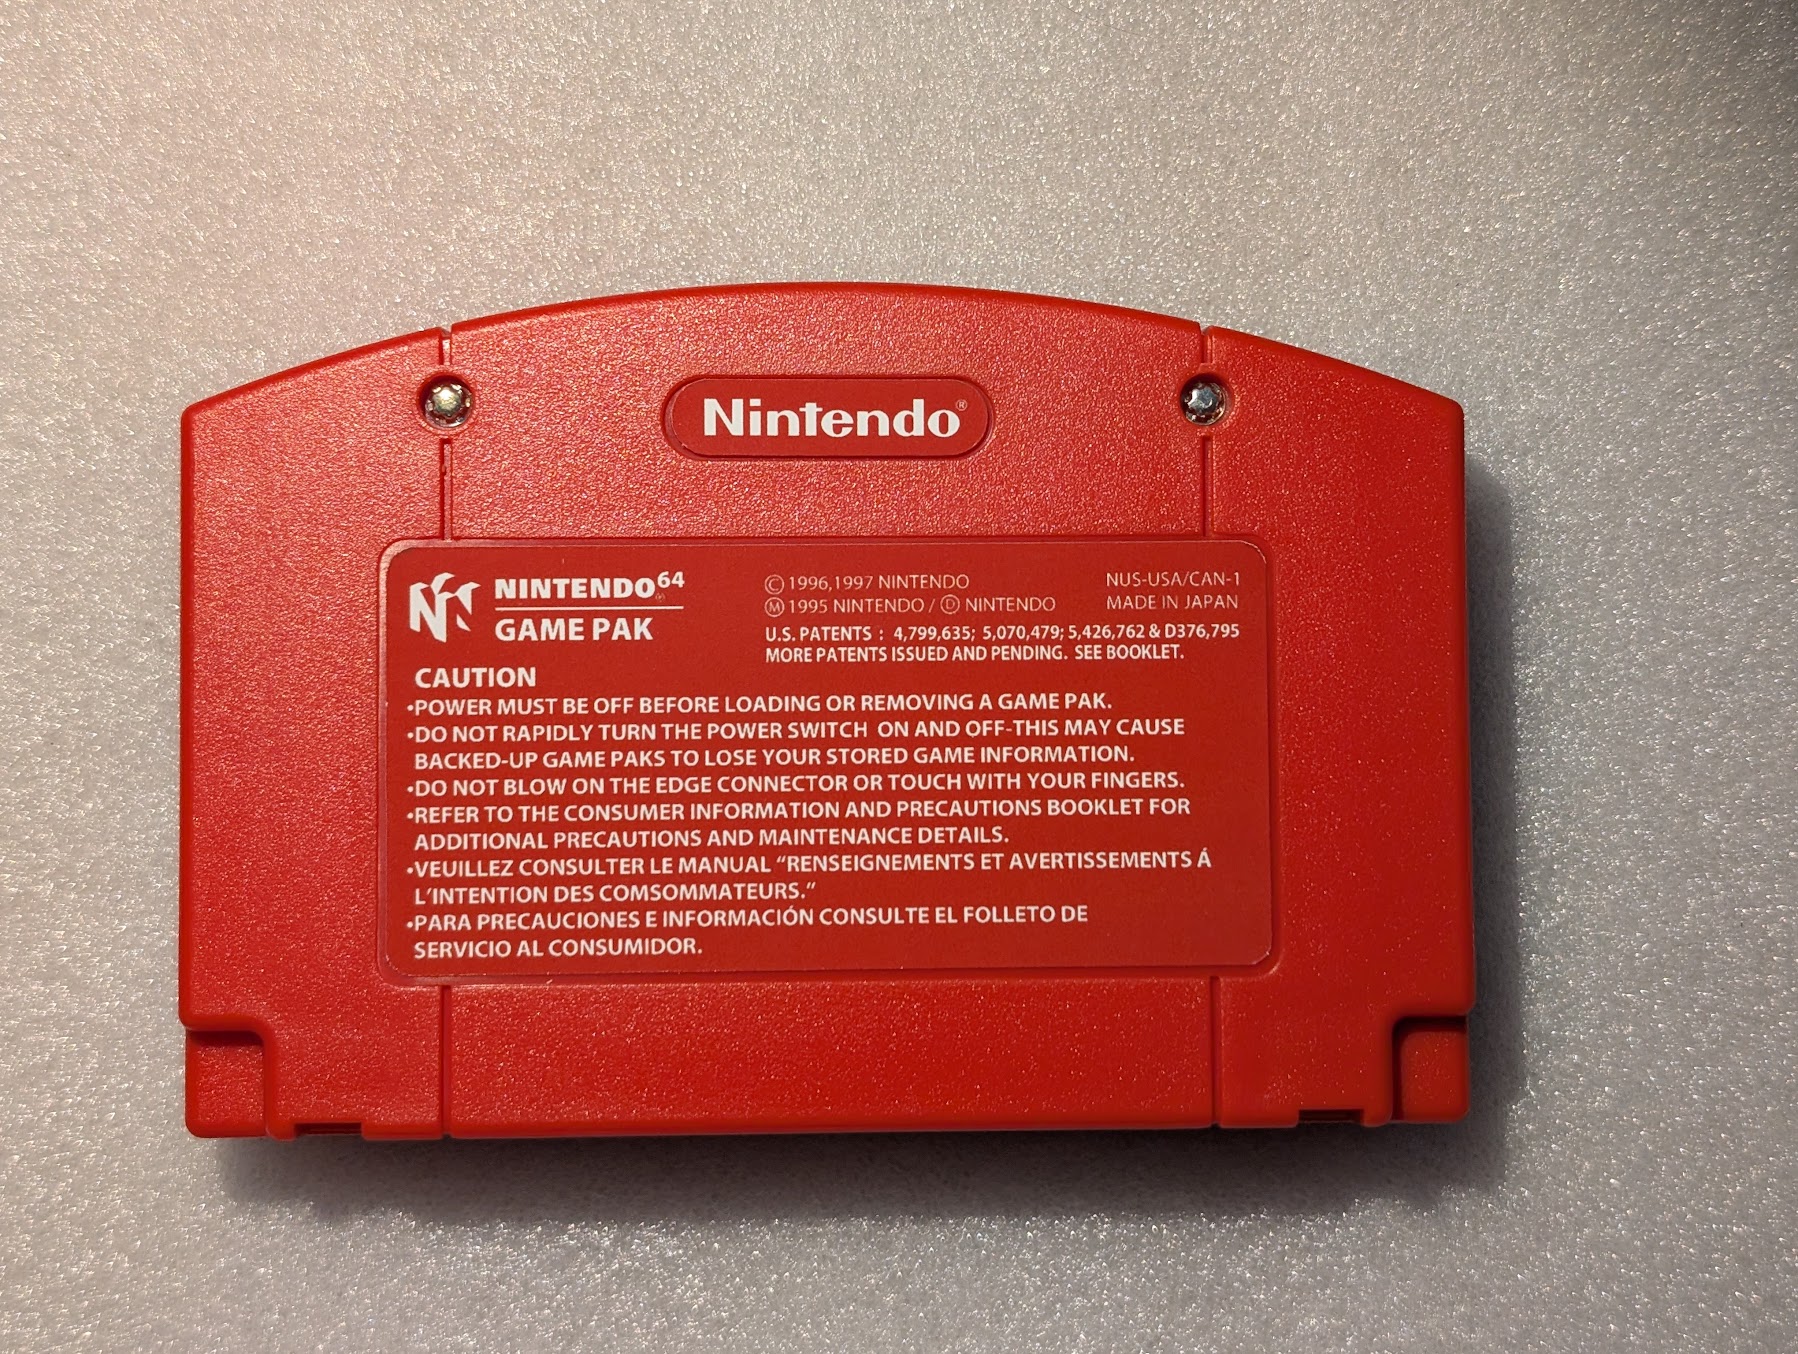 Nintendo®
NINTENDO64
GAME PAK
© 1996,1997 NINTENDO
Ⓜ 1995 NINTENDO / Ⓓ NINTENDO
NUS-USA/CAN-1
MADE IN JAPAN
U.S. PATENTS : 4,799,635; 5,070,479; 5,426,762 & D376,795
MORE PATENTS ISSUED AND PENDING. SEE BOOKLET.
CAUTION
•POWER MUST BE OFF BEFORE LOADING OR REMOVING A GAME PAK.
•DO NOT RAPIDLY TURN THE POWER SWITCH ON AND OFF-THIS MAY CAUSE
BACKED-UP GAME PAKS TO LOSE YOUR STORED GAME INFORMATION.
•DO NOT BLOW ON THE EDGE CONNECTOR OR TOUCH WITH YOUR FINGERS.
•REFER TO THE CONSUMER INFORMATION AND PRECAUTIONS BOOKLET FOR
ADDITIONAL PRECAUTIONS AND MAINTENANCE DETAILS.
•VEUILLEZ CONSULTER LE MANUAL “RENSEIGNEMENTS ET AVERTISSEMENTS Á
L’INTENTION DES COMSOMMATEURS.”
•PARA PRECAUCIONES E INFORMACIÓN CONSULTE EL FOLLETO DE
SERVICIO AL CONSUMIDOR.